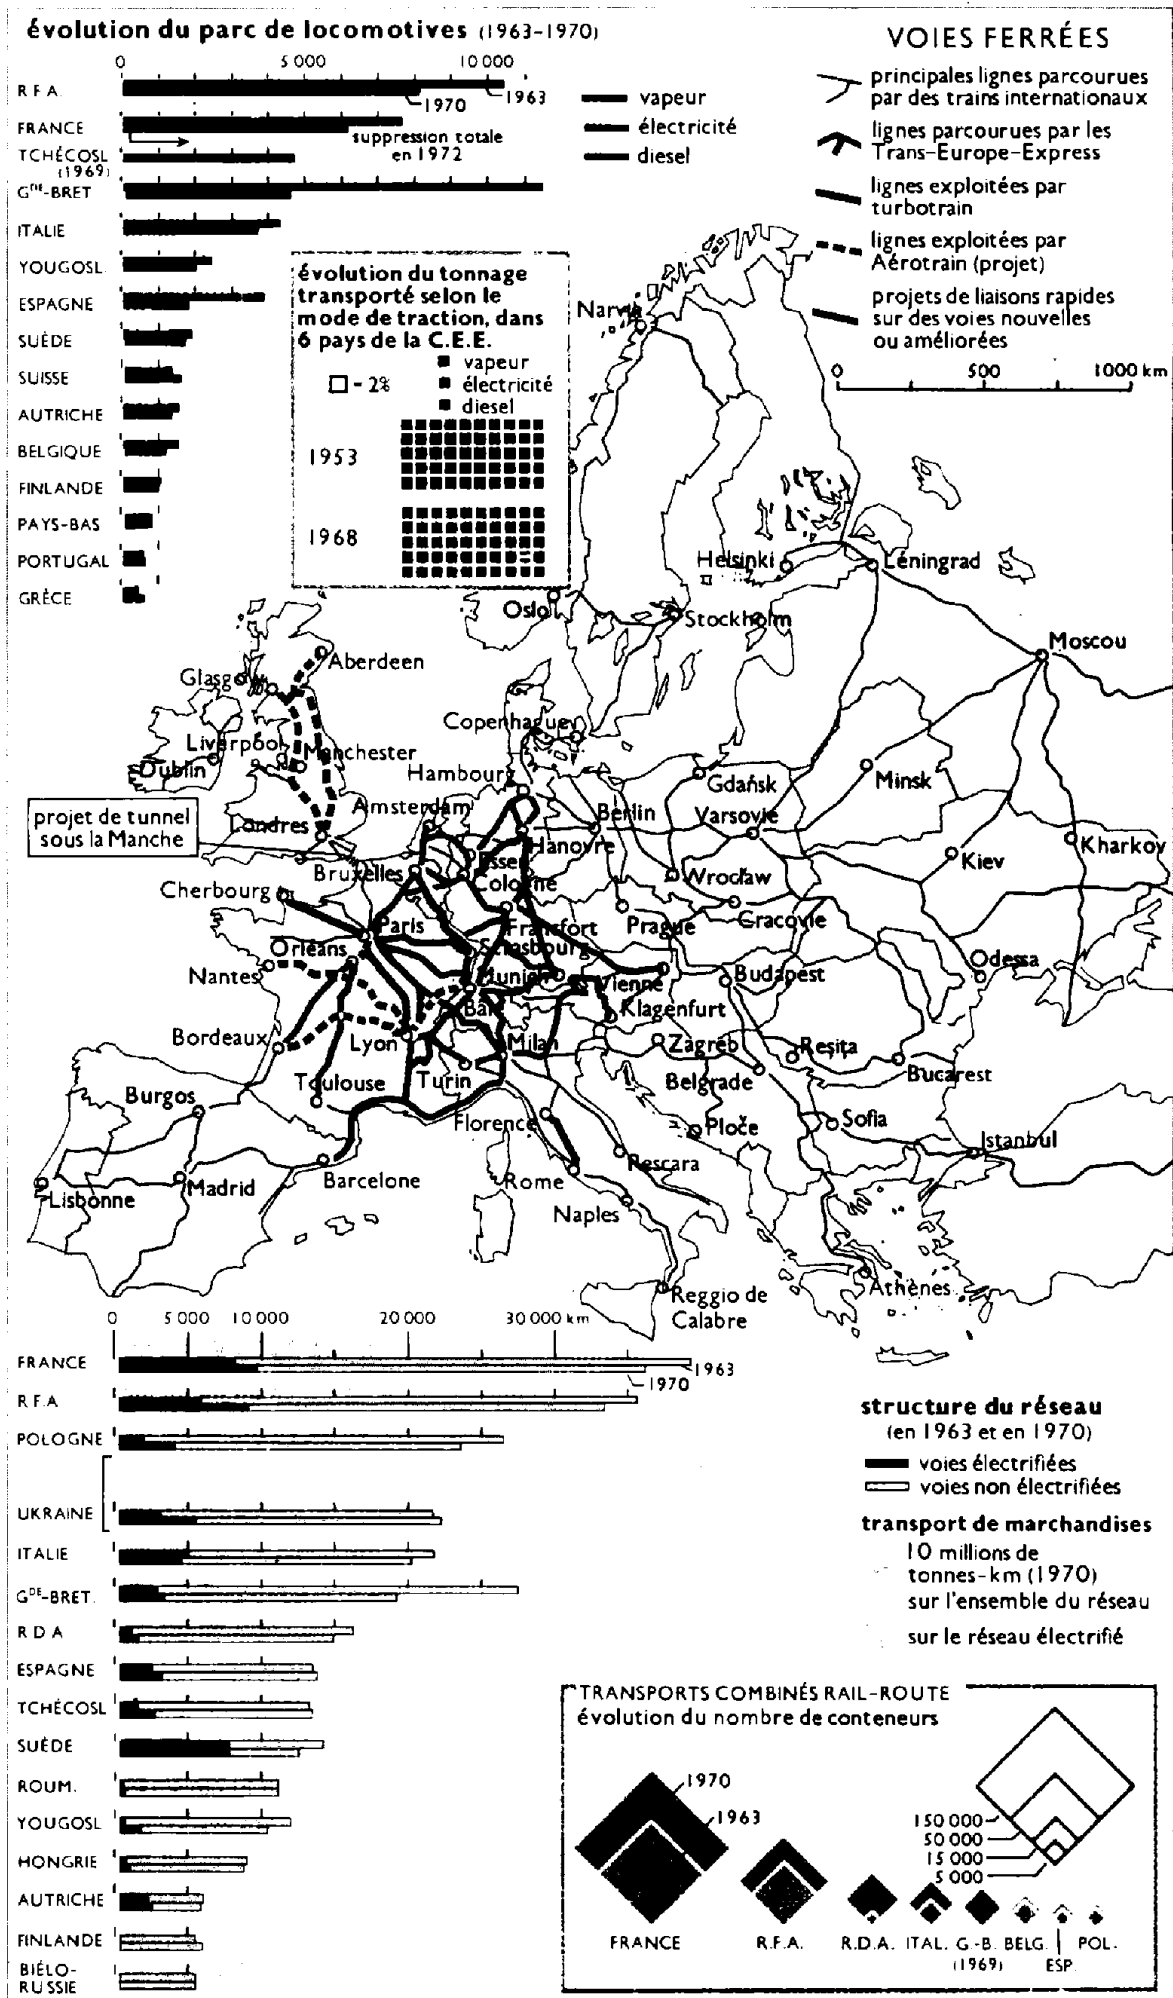 évolution du parc de locomotives (1963-1970)
0 5 000 10 000
R.F.A.
1970
1963
FRANCE
suppression totale
en 1972
TCHÉCOSL
(1969)
Gᴰᴱ-BRET
ITALIE
YOUGOSL.
ESPAGNE
SUÈDE
SUISSE
AUTRICHE
BELGIQUE
FINLANDE
PAYS-BAS
PORTUGAL
GRÈCE
vapeur
électricité
diesel
VOIES FERRÉES
principales lignes parcourues
par des trains internationaux
lignes parcourues par les
Trans-Europe-Express
lignes exploitées par
turbotrain
lignes exploitées par
Aérotrain (projet)
projets de liaisons rapides
sur des voies nouvelles
ou améliorées
0 500 1000 km
évolution du tonnage
transporté selon le
mode de traction, dans
6 pays de la C.E.E.
- 2%
vapeur
électricité
diesel
1953
1968
Narvik
Helsinki
Léningrad
Oslo
Stockholm
Moscou
Aberdeen
Glasgow
Copenhague
Liverpool
Manchester
Dublin
Hambourg
Gdańsk
Minsk
projet de tunnel
sous la Manche
Londres
Amsterdam
Berlin
Varsovie
Hanovre
Kharkov
Essen
Kiev
Bruxelles
Cologne
Wrocław
Cherbourg
Paris
Francfort
Prague
Cracovie
Orléans
Strasbourg
Nantes
Munich
Vienne
Budapest
Odessa
Bâle
Klagenfurt
Bordeaux
Lyon
Milan
Zagreb
Reşita
Bucarest
Toulouse
Turin
Belgrade
Burgos
Florence
Ploče
Sofia
Istanbul
Pescara
Lisbonne
Madrid
Barcelone
Rome
Naples
Athènes
Reggio de
Calabre
0 5 000 10 000 20 000 30 000 km
FRANCE
1963
1970
R.F.A
POLOGNE
UKRAINE
ITALIE
Gᴰᴱ-BRET.
R D A
ESPAGNE
TCHÉCOSL
SUÈDE
ROUM.
YOUGOSL
HONGRIE
AUTRICHE
FINLANDE
BIÉLO-
RUSSIE
structure du réseau
(en 1963 et en 1970)
voies électrifiées
voies non électrifiées
transport de marchandises
10 millions de
tonnes-km (1970)
sur l'ensemble du réseau
sur le réseau électrifié
TRANSPORTS COMBINÉS RAIL-ROUTE
évolution du nombre de conteneurs
1970
1963
150 000
50 000
15 000
5 000
FRANCE R.F.A. R.D.A. ITAL. G.-B. BELG. POL.
(1969) ESP.